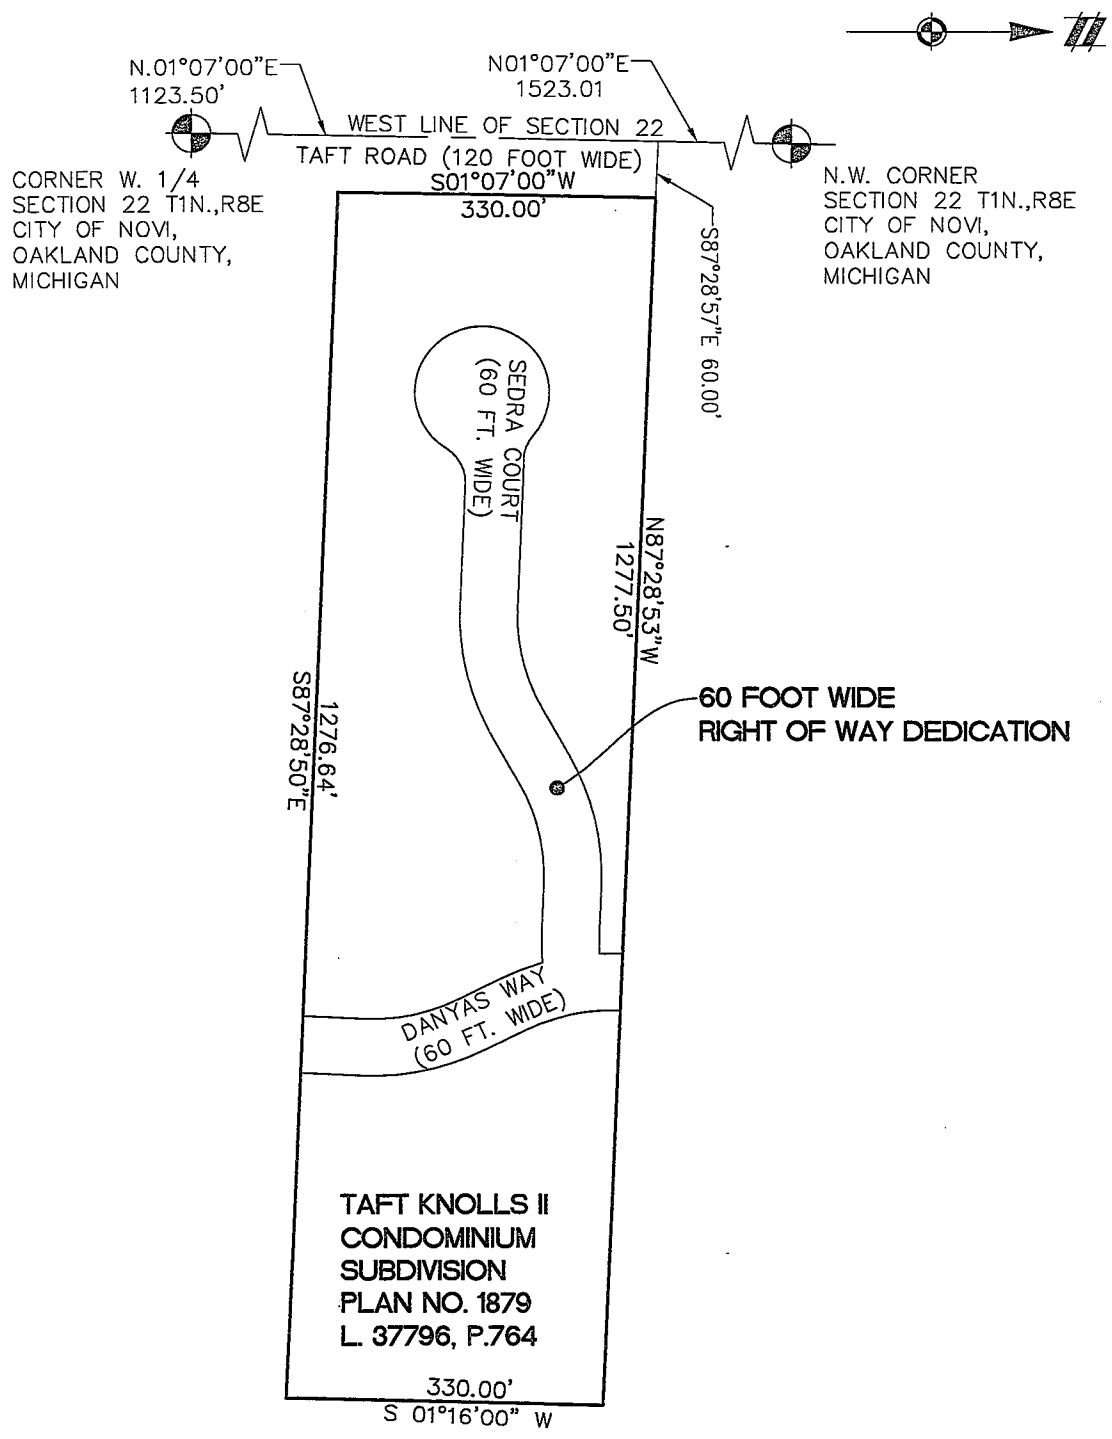 N.01°07'00"E
1123.50'
N01°07'00"E
1523.01
WEST LINE OF SECTION 22
TAFT ROAD (120 FOOT WIDE)
S01°07'00"W
330.00'
CORNER W. 1/4
SECTION 22 T1N.,R8E
CITY OF NOVI,
OAKLAND COUNTY,
MICHIGAN
N.W. CORNER
SECTION 22 T1N.,R8E
CITY OF NOVI,
OAKLAND COUNTY,
MICHIGAN
S87°28'57"E 60.00'
SEDRA COURT
(60 FT. WIDE)
N87°28'53"W
1277.50'
60 FOOT WIDE
RIGHT OF WAY DEDICATION
1276.64'
S87°28'50"E
DANYAS WAY
(60 FT. WIDE)
TAFT KNOLLS II
CONDOMINIUM
SUBDIVISION
PLAN NO. 1879
L. 37796, P.764
330.00'
S 01°16'00" W